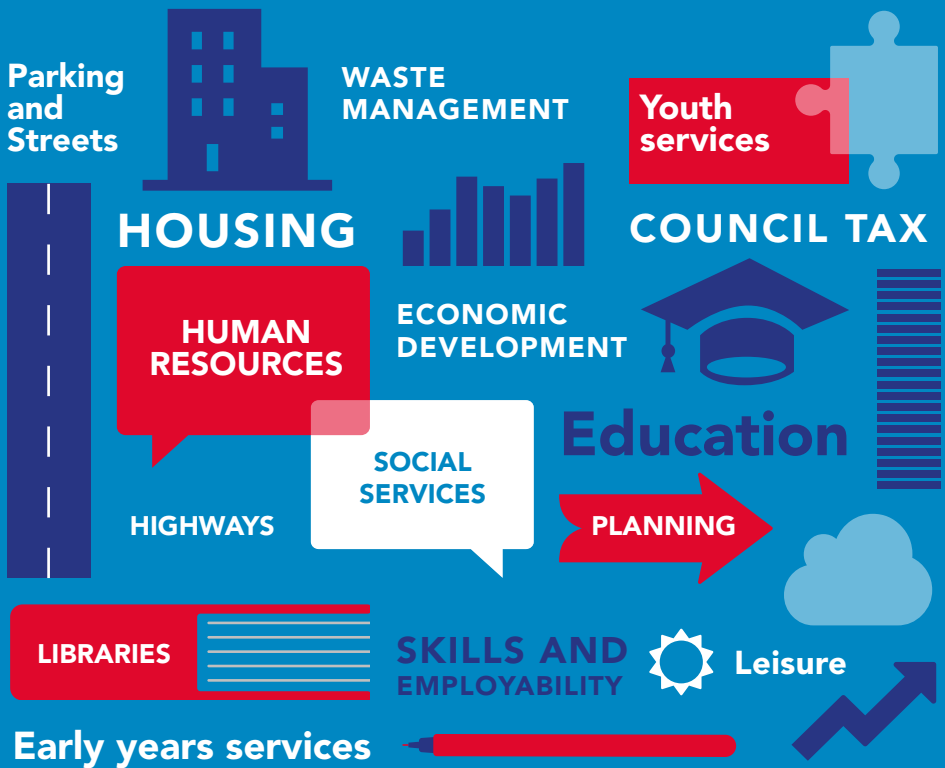 Parking
and
Streets
WASTE
MANAGEMENT
Youth
services
HOUSING
COUNCIL TAX
HUMAN
RESOURCES
ECONOMIC
DEVELOPMENT
Education
SOCIAL
SERVICES
HIGHWAYS
PLANNING
LIBRARIES
SKILLS AND
EMPLOYABILITY
Leisure
Early years services